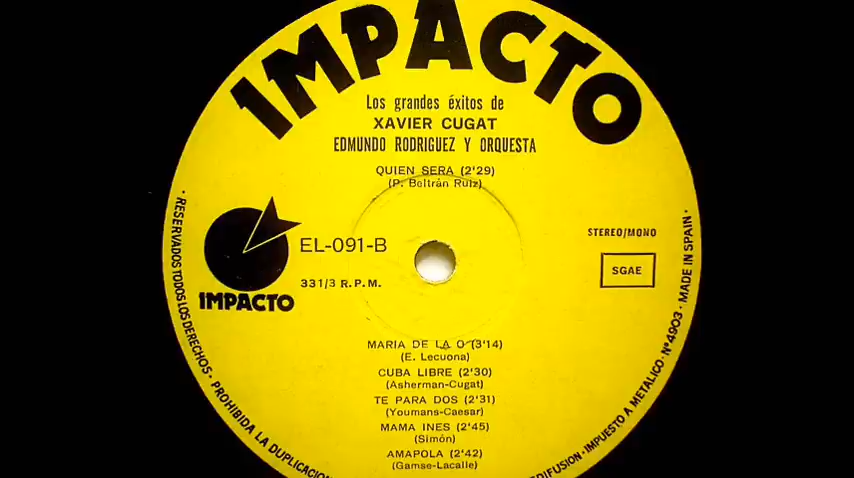 IMPACTO
Los grandes éxitos de
XAVIER CUGAT
EDMUNDO RODRIGUEZ Y ORQUESTA
QUIEN SERA (2'29)
(P. Beltrán Ruiz)
EL-091-B
331/3 R.P.M.
IMPACTO
STEREO/MONO
SGAE
MARIA DE LA O (3'14)
(E. Lecuona)
CUBA LIBRE (2'30)
(Asherman-Cugat)
TE PARA DOS (2'31)
(Youmans-Caesar)
MAMA INES (2'45)
(Simón)
AMAPOLA (2'42)
(Gamse-Lacalle)
· RESERVADOS TODOS LOS DERECHOS · PROHIBIDA LA DUPLICACION
DIFUSION · IMPUESTO A METALICO · Nº 4903 · MADE IN SPAIN ·